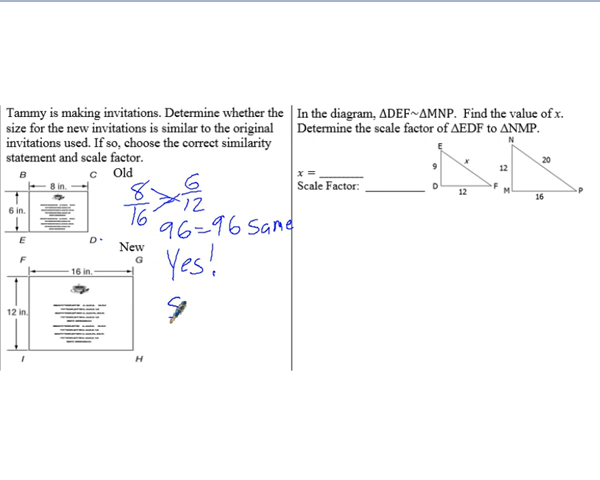 Tammy is making invitations. Determine whether the
size for the new invitations is similar to the original
invitations used. If so, choose the correct similarity
statement and scale factor.
B
C
Old
8 in.
6 in.
E
D
New
F
G
16 in.
12 in.
I
H
8/16 6/12
96=96 Same
Yes!
S
In the diagram, ΔDEF~ΔMNP. Find the value of x.
Determine the scale factor of ΔEDF to ΔNMP.
x = ________
Scale Factor: ____________
E
9
x
D
12
F
N
12
20
M
16
P